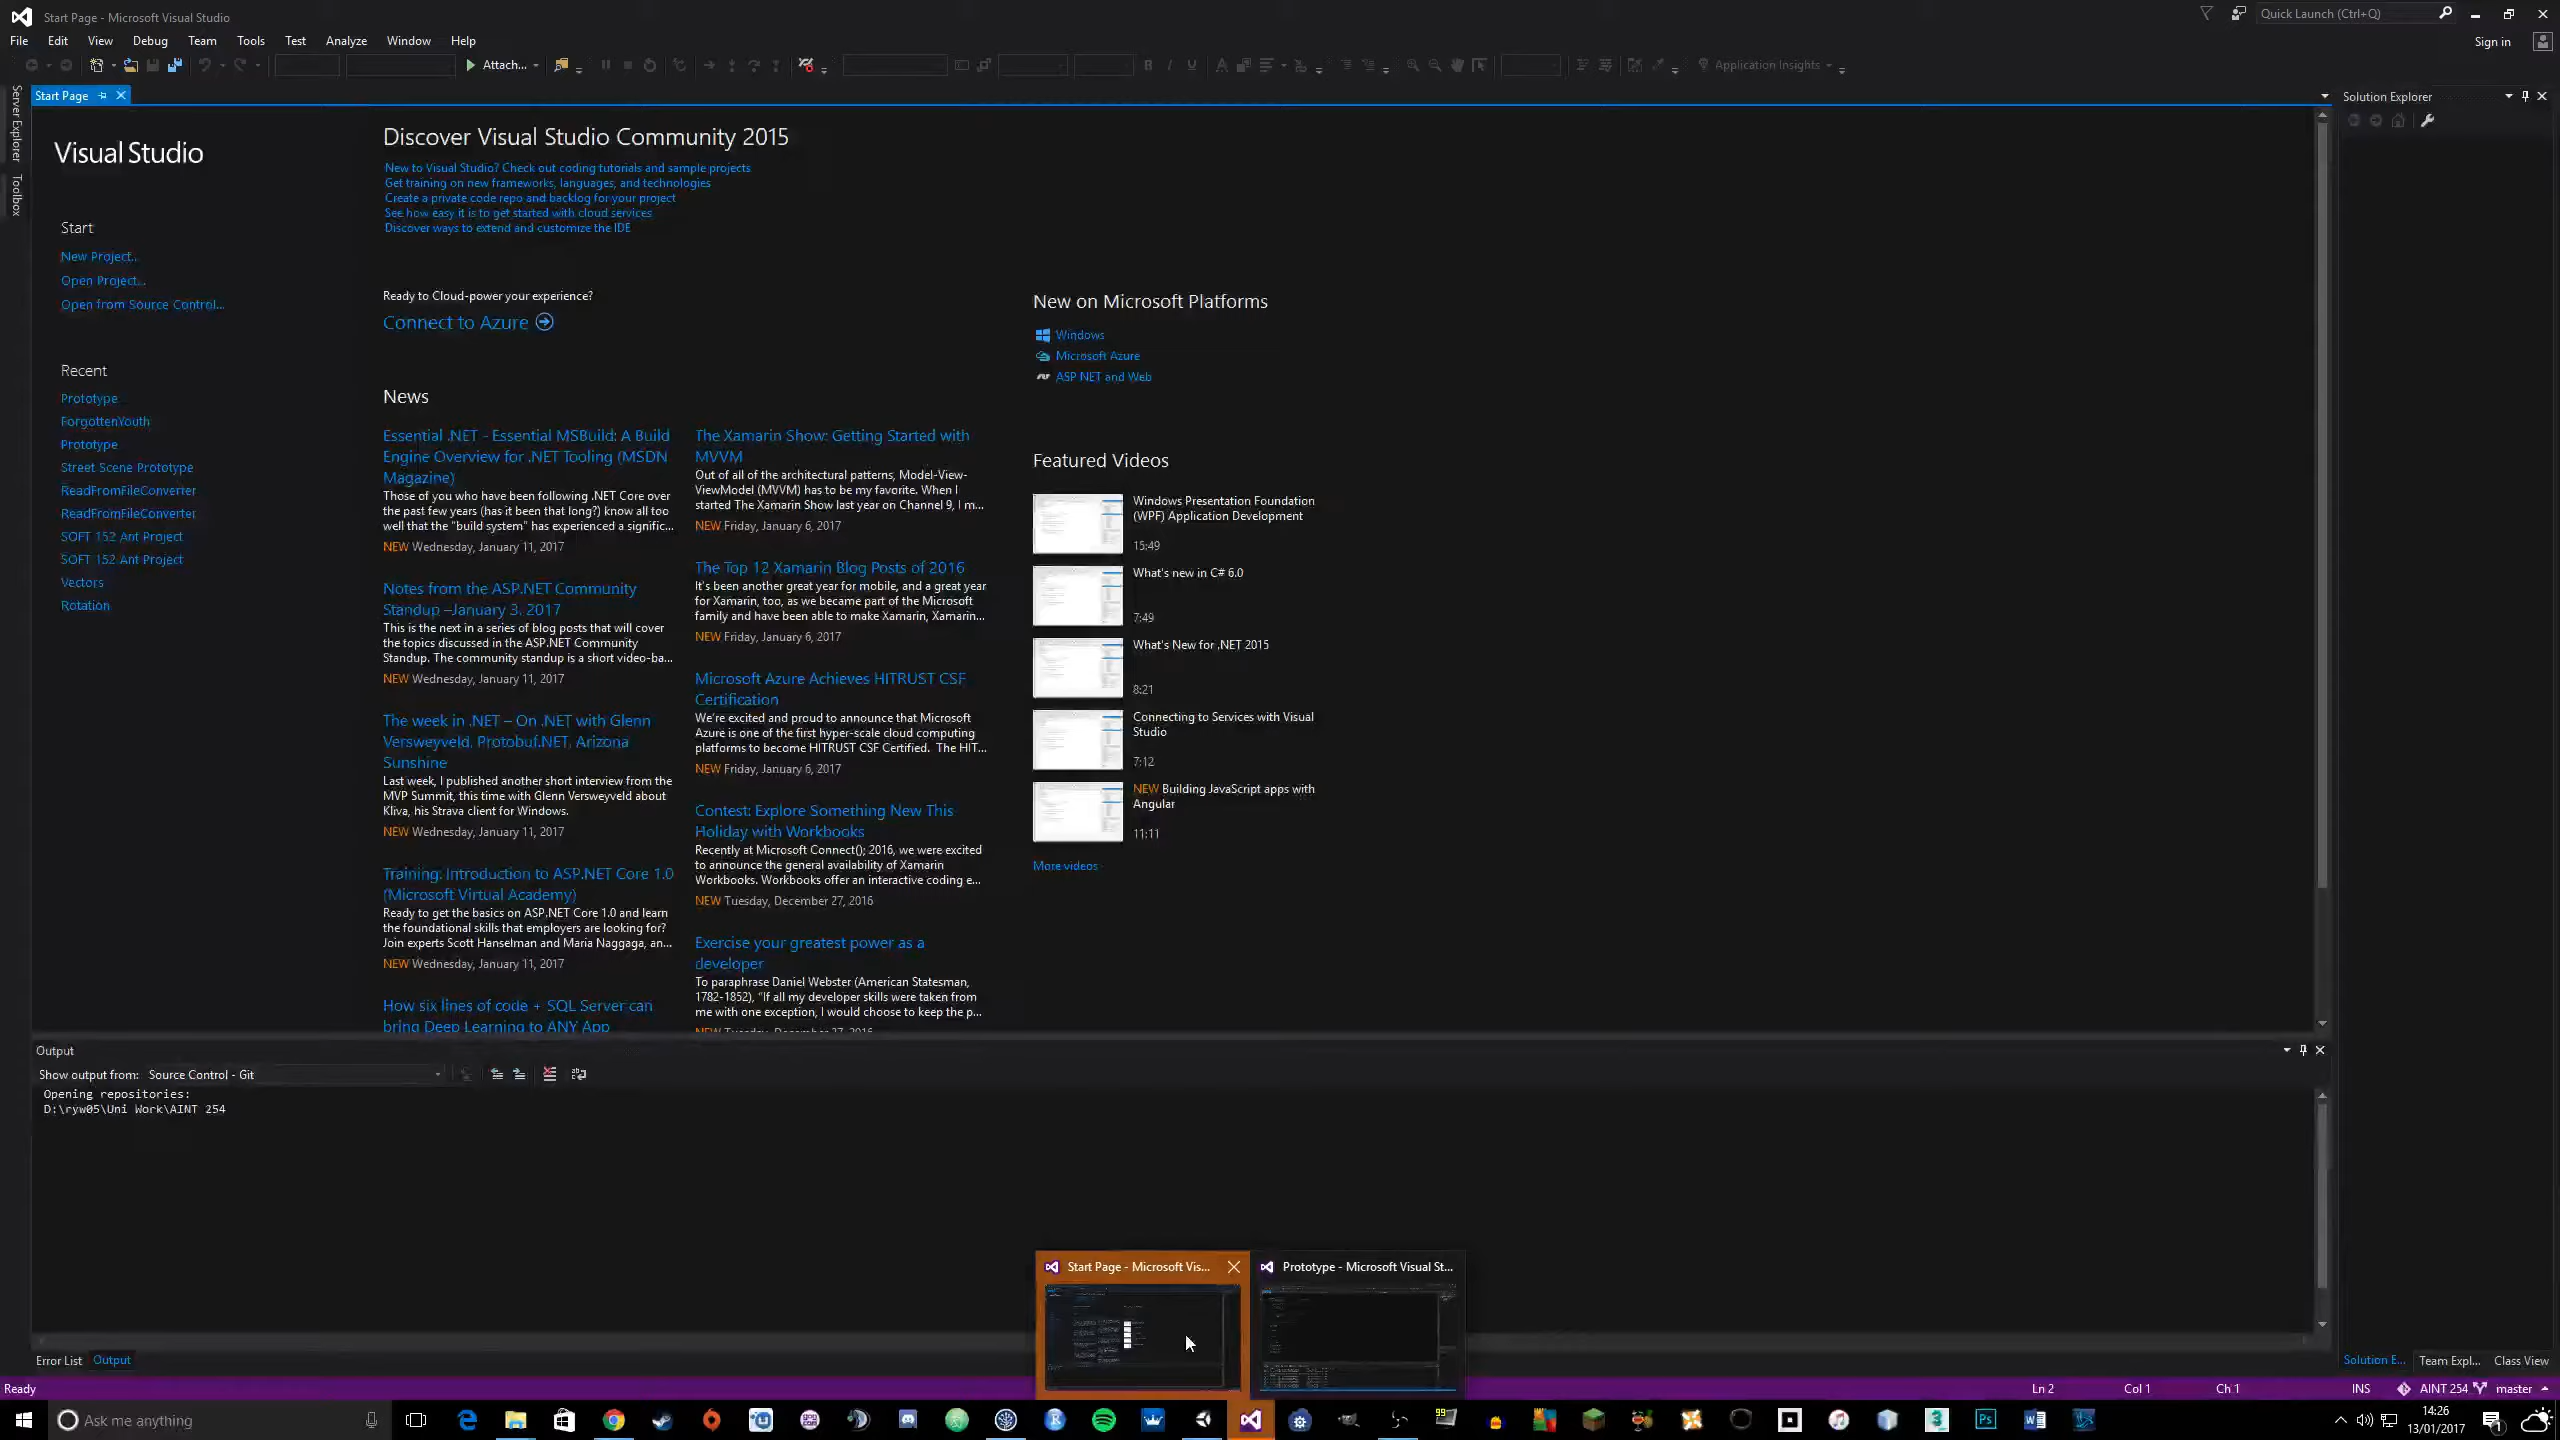 Start Page - Microsoft Visual Studio
Quick Launch (Ctrl+Q)
File Edit View Debug Team Tools Test Analyze Window Help
Sign in
Attach...
Application Insights
Server Explorer
Toolbox
Start Page
Solution Explorer
Visual Studio
Start
New Project...
Open Project...
Open from Source Control...
Recent
Prototype
ForgottenYouth
Prototype
Street Scene Prototype
ReadFromFileConverter
ReadFromFileConverter
SOFT 152 Ant Project
SOFT 152 Ant Project
Vectors
Rotation
Discover Visual Studio Community 2015
New to Visual Studio? Check out coding tutorials and sample projects
Get training on new frameworks, languages, and technologies
Create a private code repo and backlog for your project
See how easy it is to get started with cloud services
Discover ways to extend and customize the IDE
Ready to Cloud-power your experience?
Connect to Azure
News
Essential .NET - Essential MSBuild: A Build
Engine Overview for .NET Tooling (MSDN
Magazine)
Those of you who have been following .NET Core over
the past few years (has it been that long?) know all too
well that the "build system" has experienced a signific...
NEW Wednesday, January 11, 2017
Notes from the ASP.NET Community
Standup –January 3, 2017
This is the next in a series of blog posts that will cover
the topics discussed in the ASP.NET Community
Standup. The community standup is a short video-ba...
NEW Wednesday, January 11, 2017
The week in .NET – On .NET with Glenn
Versweyveld, Protobuf.NET, Arizona
Sunshine
Last week, I published another short interview from the
MVP Summit, this time with Glenn Versweyveld about
Kliva, his Strava client for Windows.
NEW Wednesday, January 11, 2017
Training: Introduction to ASP.NET Core 1.0
(Microsoft Virtual Academy)
Ready to get the basics on ASP.NET Core 1.0 and learn
the foundational skills that employers are looking for?
Join experts Scott Hanselman and Maria Naggaga, an...
NEW Wednesday, January 11, 2017
How six lines of code + SQL Server can
bring Deep Learning to ANY App
The Xamarin Show: Getting Started with
MVVM
Out of all of the architectural patterns, Model-View-
ViewModel (MVVM) has to be my favorite. When I
started The Xamarin Show last year on Channel 9, I m...
NEW Friday, January 6, 2017
The Top 12 Xamarin Blog Posts of 2016
It's been another great year for mobile, and a great year
for Xamarin, too, as we became part of the Microsoft
family and have been able to make Xamarin, Xamarin...
NEW Friday, January 6, 2017
Microsoft Azure Achieves HITRUST CSF
Certification
We're excited and proud to announce that Microsoft
Azure is one of the first hyper-scale cloud computing
platforms to become HITRUST CSF Certified. The HIT...
NEW Friday, January 6, 2017
Contest: Explore Something New This
Holiday with Workbooks
Recently at Microsoft Connect(); 2016, we were excited
to announce the general availability of Xamarin
Workbooks. Workbooks offer an interactive coding e...
NEW Tuesday, December 27, 2016
Exercise your greatest power as a
developer
To paraphrase Daniel Webster (American Statesman,
1782-1852), "If all my developer skills were taken from
me with one exception, I would choose to keep the p...
NEW Tuesday, December 27, 2016
New on Microsoft Platforms
Windows
Microsoft Azure
ASP.NET and Web
Featured Videos
Windows Presentation Foundation
(WPF) Application Development
15:49
What's new in C# 6.0
7:49
What's New for .NET 2015
8:21
Connecting to Services with Visual
Studio
7:12
NEW Building JavaScript apps with
Angular
11:11
More videos
Output
Show output from: Source Control - Git
Opening repositories:
D:\ryw05\Uni Work\AINT 254
Start Page - Microsoft Vis...
Prototype - Microsoft Visual St...
Error List Output
Solution E... Team Expl... Class View
Ready
Ln 2 Col 1 Ch 1 INS AINT 254 master
Ask me anything
14:26
13/01/2017